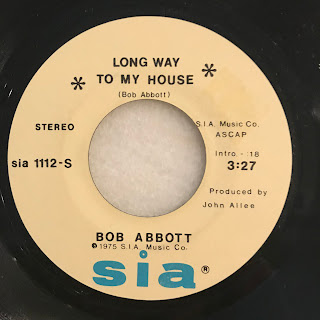 LONG WAY
* TO MY HOUSE *
(Bob Abbott)
STEREO
S.I.A. Music Co.
ASCAP
sia 1112-S
Intro. - :18
3:27
Produced by
John Allee
BOB ABBOTT
©1975 S.I.A. Music Co.
sia®